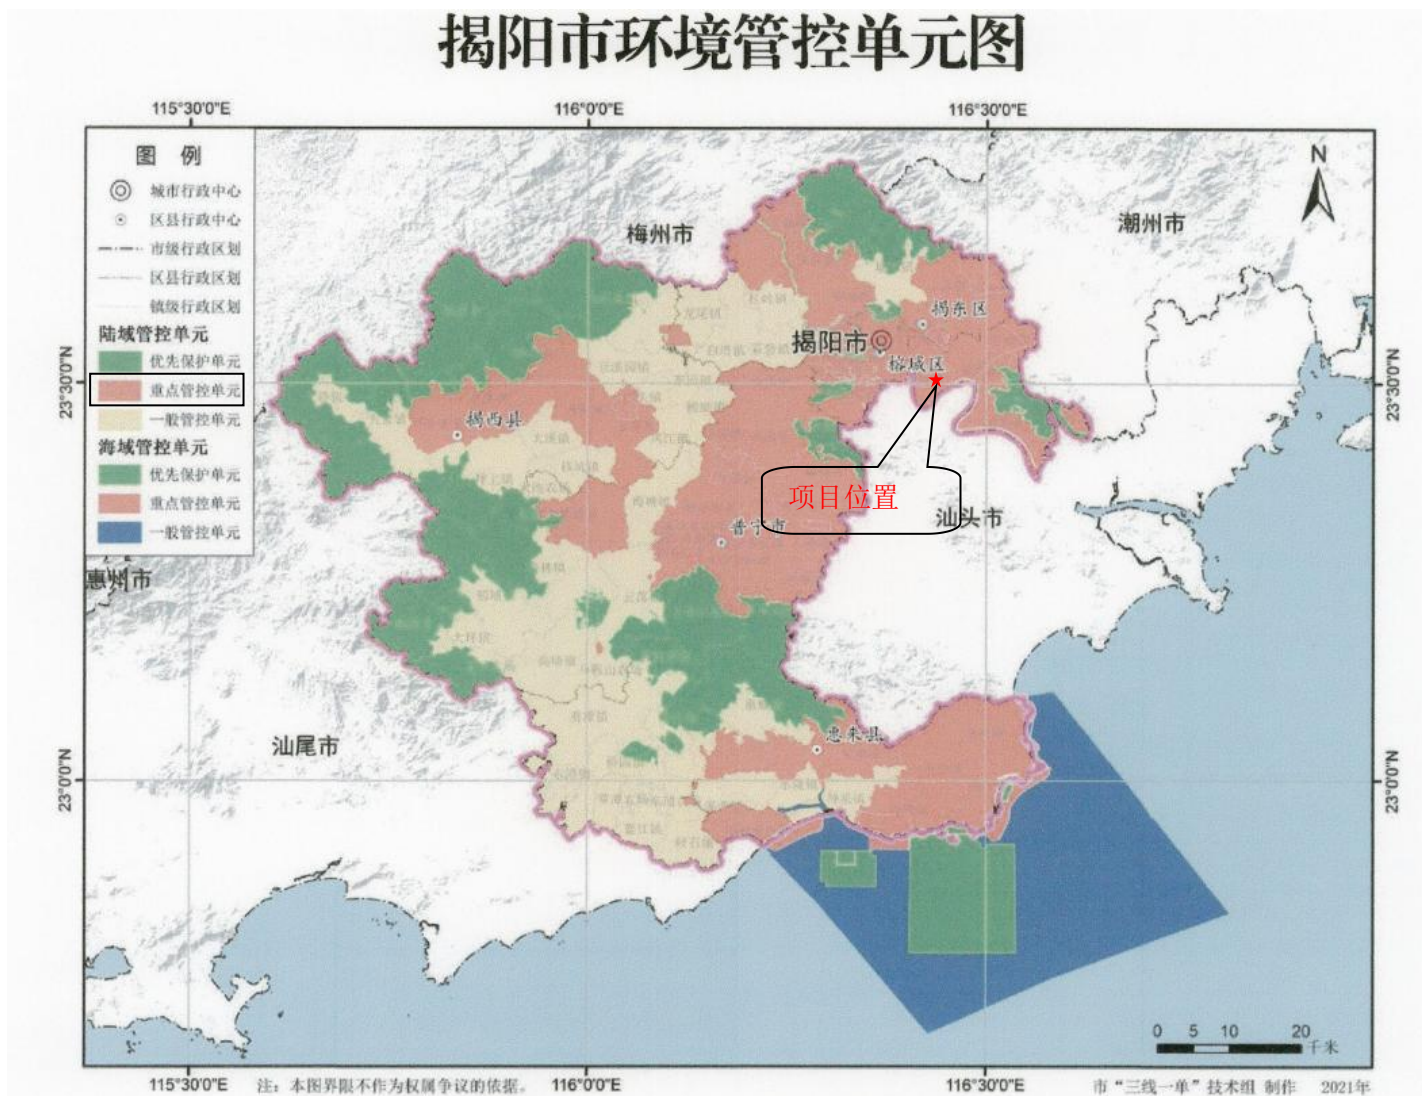 揭阳市环境管控单元图
115°30'0"E
116°0'0"E
116°30'0"E
图 例
城市行政中心
区县行政中心
市级行政区划
区县行政区划
镇级行政区划
陆域管控单元
优先保护单元
重点管控单元
一般管控单元
海域管控单元
优先保护单元
重点管控单元
一般管控单元
N
潮州市
梅州市
揭东区
揭阳市
榕城区
23°30'0"N
23°30'0"N
揭西县
项目位置
汕头市
普宁市
惠州市
惠来县
汕尾市
23°0'0"N
23°0'0"N
0 5 10 20
千米
115°30'0"E
116°0'0"E
116°30'0"E
注：本图界限不作为权属争议的依据。
市“三线一单”技术组 制作 2021年